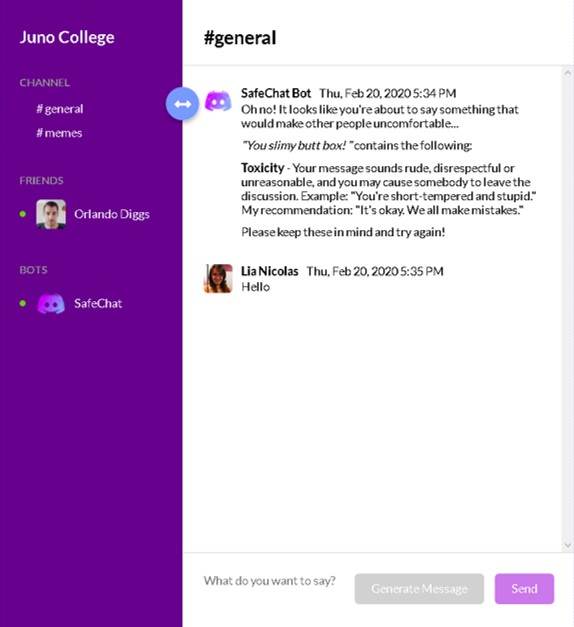 Juno College
CHANNEL
# general
# memes
FRIENDS
Orlando Diggs
BOTS
SafeChat
#general
SafeChat Bot Thu, Feb 20, 2020 5:34 PM
Oh no! It looks like you're about to say something that
would make other people uncomfortable...
"You slimy butt box! "contains the following:
Toxicity - Your message sounds rude, disrespectful or
unreasonable, and you may cause somebody to leave the
discussion. Example: "You're short-tempered and stupid."
My recommendation: "It's okay. We all make mistakes."
Please keep these in mind and try again!
Lia Nicolas Thu, Feb 20, 2020 5:35 PM
Hello
What do you want to say?
Generate Message
Send